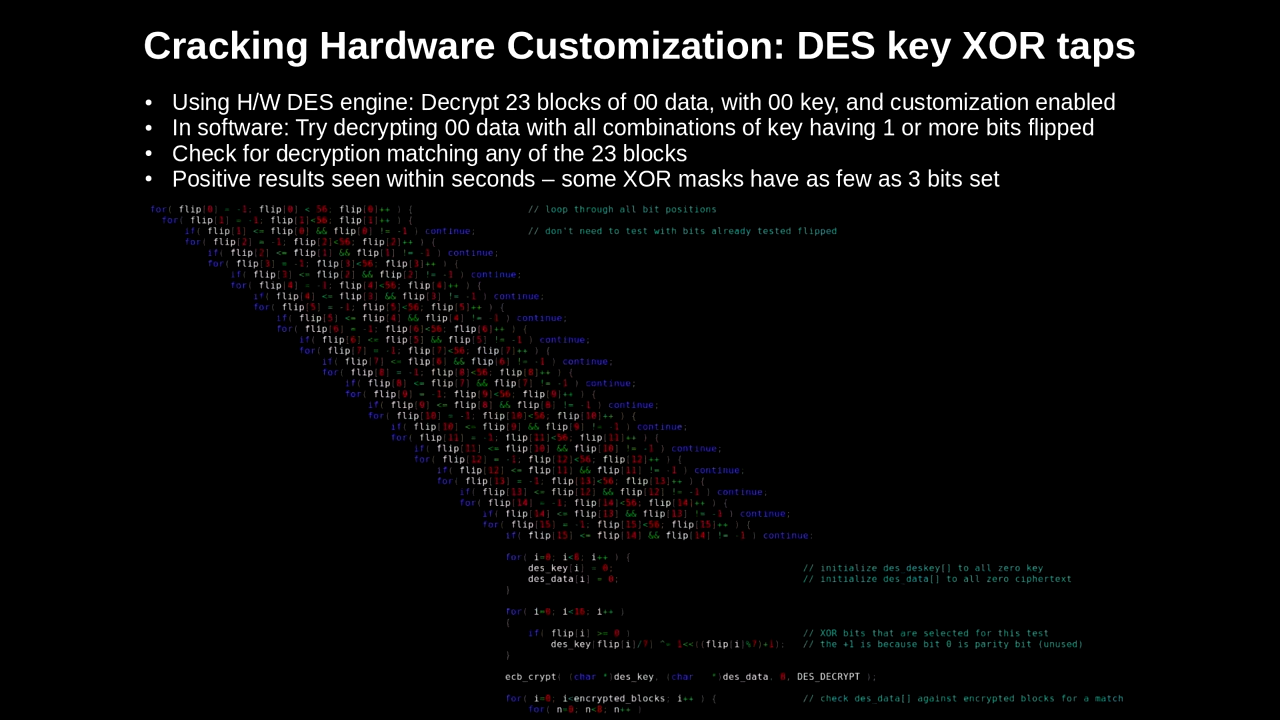 Cracking Hardware Customization: DES key XOR taps
• Using H/W DES engine: Decrypt 23 blocks of 00 data, with 00 key, and customization enabled
• In software: Try decrypting 00 data with all combinations of key having 1 or more bits flipped
• Check for decryption matching any of the 23 blocks
• Positive results seen within seconds – some XOR masks have as few as 3 bits set
for( flip[0] = -1; flip[0] < 56; flip[0]++ ) { // loop through all bit positions
for( flip[1] = -1; flip[1]<56; flip[1]++ ) {
if( flip[1] <= flip[0] && flip[0] != -1 ) continue; // don't need to test with bits already tested flipped
for( flip[2] = -1; flip[2]<56; flip[2]++ ) {
if( flip[2] <= flip[1] && flip[1] != -1 ) continue;
for( flip[3] = -1; flip[3]<56; flip[3]++ ) {
if( flip[3] <= flip[2] && flip[2] != -1 ) continue;
for( flip[4] = -1; flip[4]<56; flip[4]++ ) {
if( flip[4] <= flip[3] && flip[3] != -1 ) continue;
for( flip[5] = -1; flip[5]<56; flip[5]++ ) {
if( flip[5] <= flip[4] && flip[4] != -1 ) continue;
for( flip[6] = -1; flip[6]<56; flip[6]++ ) {
if( flip[6] <= flip[5] && flip[5] != -1 ) continue;
for( flip[7] = -1; flip[7]<56; flip[7]++ ) {
if( flip[7] <= flip[6] && flip[6] != -1 ) continue;
for( flip[8] = -1; flip[8]<56; flip[8]++ ) {
if( flip[8] <= flip[7] && flip[7] != -1 ) continue;
for( flip[9] = -1; flip[9]<56; flip[9]++ ) {
if( flip[9] <= flip[8] && flip[8] != -1 ) continue;
for( flip[10] = -1; flip[10]<56; flip[10]++ ) {
if( flip[10] <= flip[9] && flip[9] != -1 ) continue;
for( flip[11] = -1; flip[11]<56; flip[11]++ ) {
if( flip[11] <= flip[10] && flip[10] != -1 ) continue;
for( flip[12] = -1; flip[12]<56; flip[12]++ ) {
if( flip[12] <= flip[11] && flip[11] != -1 ) continue;
for( flip[13] = -1; flip[13]<56; flip[13]++ ) {
if( flip[13] <= flip[12] && flip[12] != -1 ) continue;
for( flip[14] = -1; flip[14]<56; flip[14]++ ) {
if( flip[14] <= flip[13] && flip[13] != -1 ) continue;
for( flip[15] = -1; flip[15]<56; flip[15]++ ) {
if( flip[15] <= flip[14] && flip[14] != -1 ) continue;
for( i=0; i<8; i++ ) {
des_key[i] = 0; // initialize des deskey[] to all zero key
des_data[i] = 0; // initialize des data[] to all zero ciphertext
}
for( i=0; i<16; i++ )
{
if( flip[i] >= 0 ) // XOR bits that are selected for this test
des_key[flip[i]/7] ^= 1<<((flip[i]%7)+1); // the +1 is because bit 0 is parity bit (unused)
}
ecb_crypt( (char *)des_key, (char *)des_data, 8, DES_DECRYPT );
for( i=0; i<encrypted_blocks; i++ ) { // check des_data[] against encrypted blocks for a match
for( n=0; n<8; n++ )